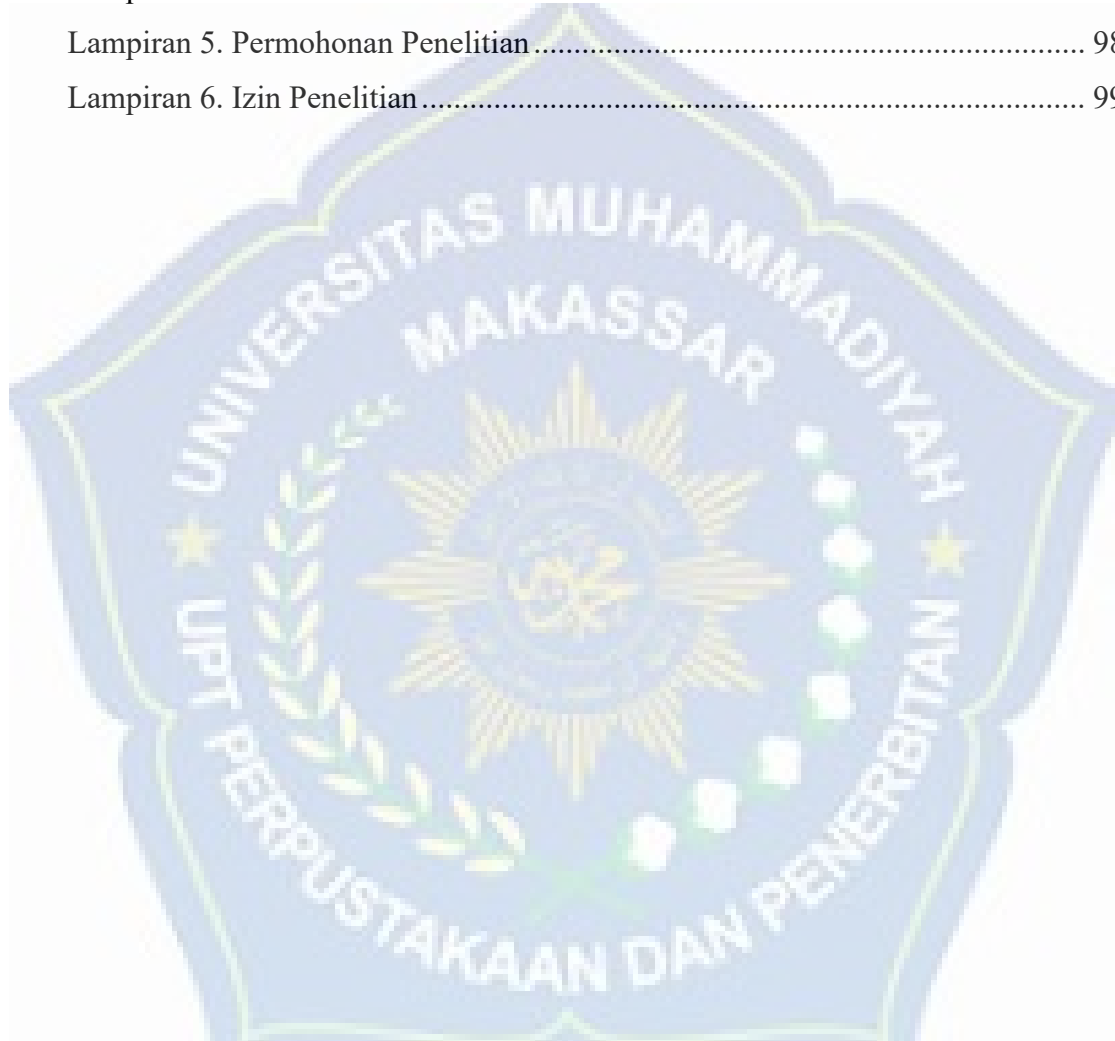 Lampiran 5. Permohonan Penelitian........................................................................ 98
Lampiran 6. Izin Penelitian...................................................................................... 99
UNIVERSITAS MUHAMMADIYAH
MAKASSAR
UPT PERPUSTAKAAN DAN PENERBITAN